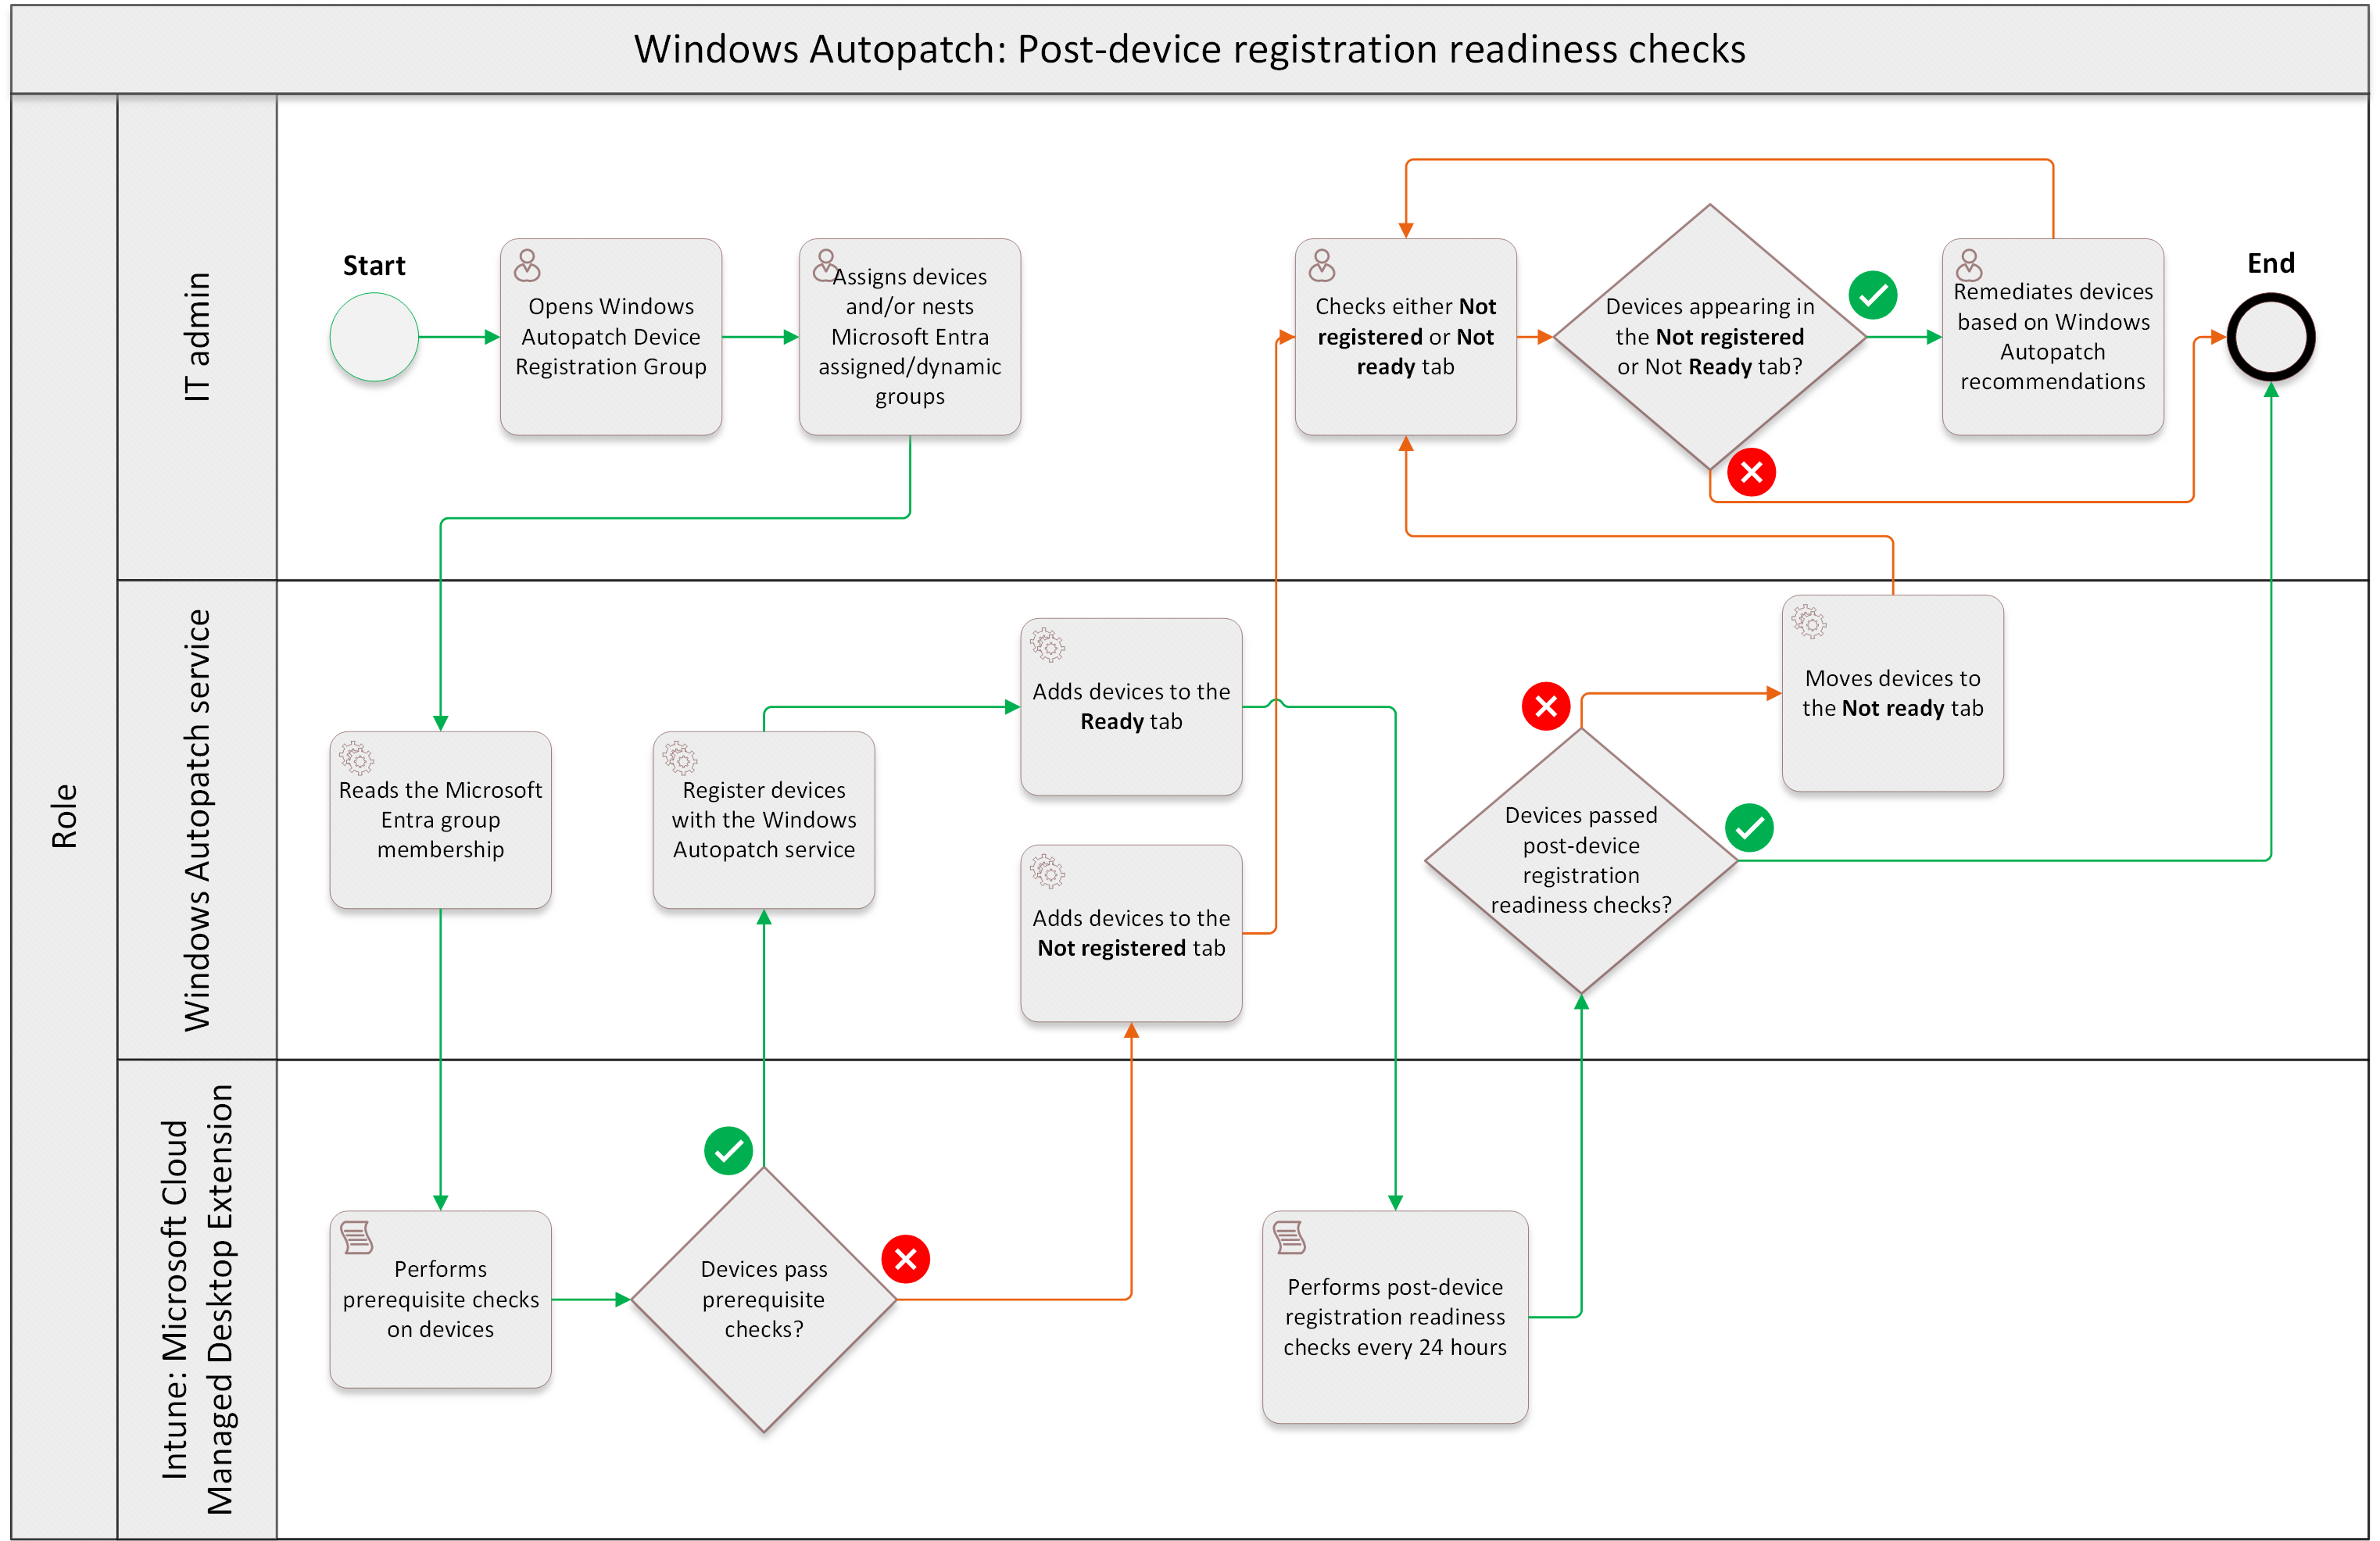 Windows Autopatch: Post-device registration readiness checks
Role
IT admin
Start
Opens Windows
Autopatch Device
Registration Group
Assigns devices
and/or nests
Microsoft Entra
assigned/dynamic
groups
Checks either Not
registered or Not
ready tab
Devices appearing in
the Not registered
or Not Ready tab?
Remediates devices
based on Windows
Autopatch
recommendations
End
Windows Autopatch service
Reads the Microsoft
Entra group
membership
Register devices
with the Windows
Autopatch service
Adds devices to the
Ready tab
Adds devices to the
Not registered tab
Devices passed
post-device
registration
readiness checks?
Moves devices to
the Not ready tab
Intune: Microsoft Cloud
Managed Desktop Extension
Performs
prerequisite checks
on devices
Devices pass
prerequisite
checks?
Performs post-device
registration readiness
checks every 24 hours